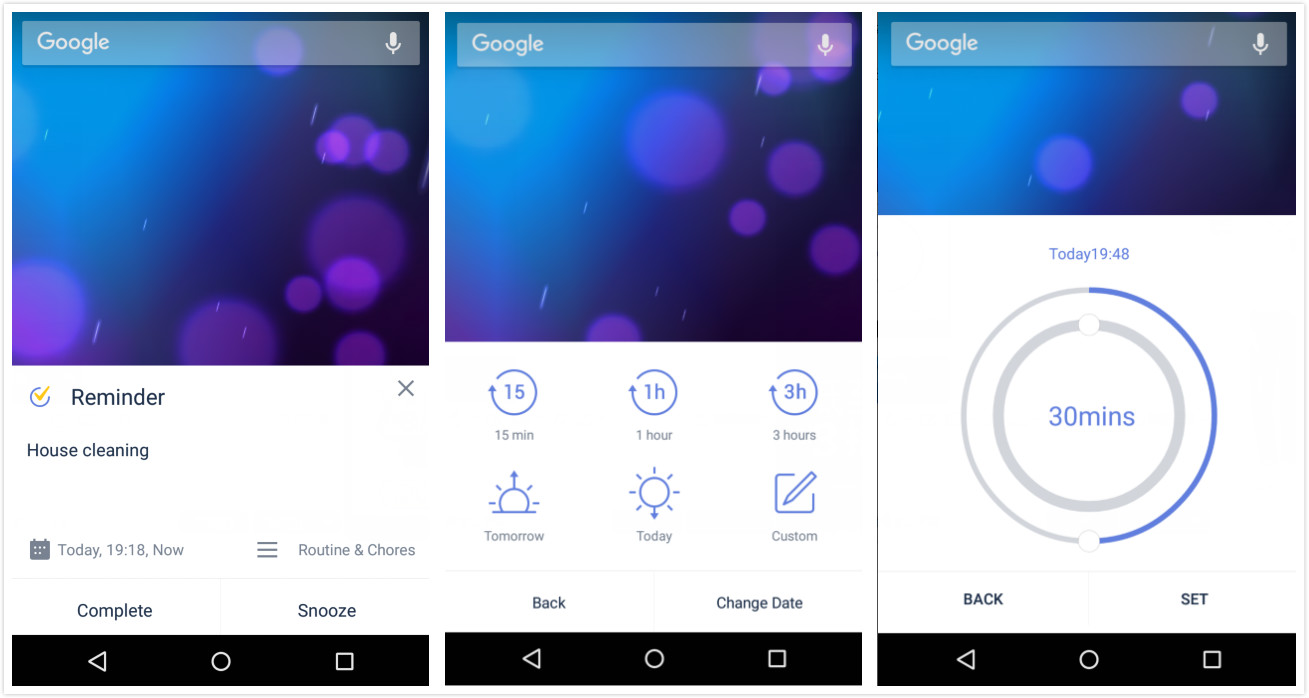 Google
Reminder
House cleaning
Today, 19:18, Now
Routine & Chores
Complete
Snooze
Google
15
1h
3h
15 min
1 hour
3 hours
Tomorrow
Today
Custom
Back
Change Date
Google
Today19:48
30mins
BACK
SET